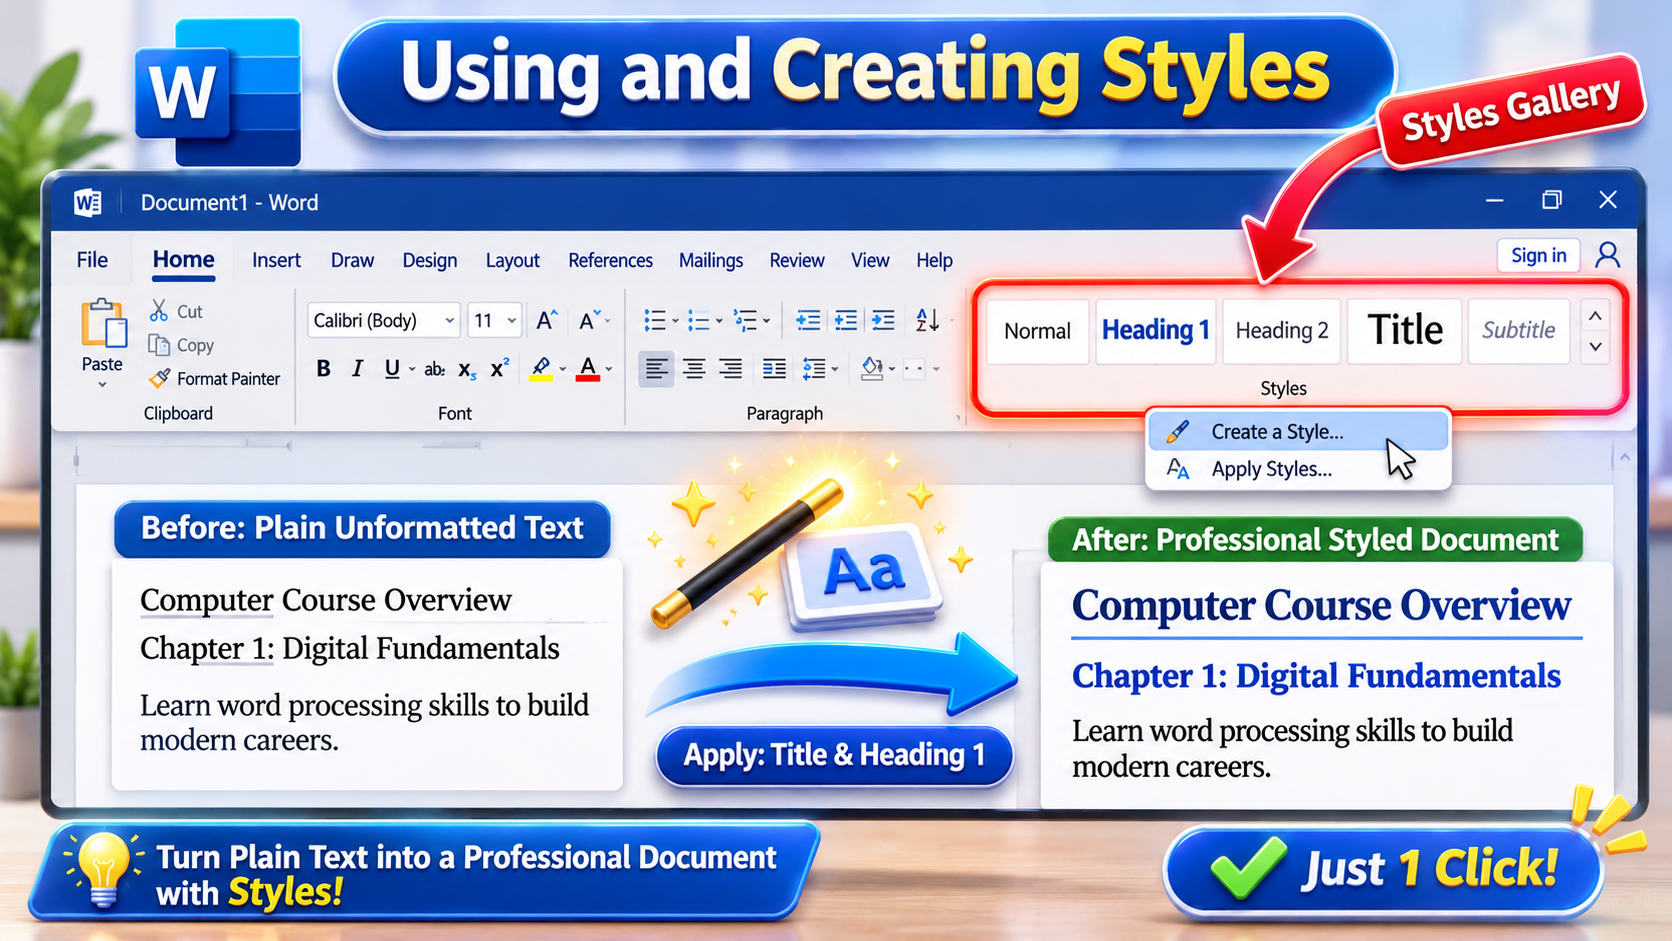 W
Using and Creating Styles
Styles Gallery
W
Document1 - Word
File Home Insert Draw Design Layout References Mailings Review View Help
Sign in
Paste
Cut
Copy
Format Painter
Clipboard
Calibri (Body) 11 A A
B I U abc x s x² A
Font
A Z
Paragraph
Normal Heading 1 Heading 2 Title Subtitle
Styles
Create a Style...
AA Apply Styles...
Before: Plain Unformatted Text
Computer Course Overview
Chapter 1: Digital Fundamentals
Learn word processing skills to build
modern careers.
Aa
Apply: Title & Heading 1
After: Professional Styled Document
Computer Course Overview
Chapter 1: Digital Fundamentals
Learn word processing skills to build
modern careers.
Turn Plain Text into a Professional Document
with Styles!
Just 1 Click!